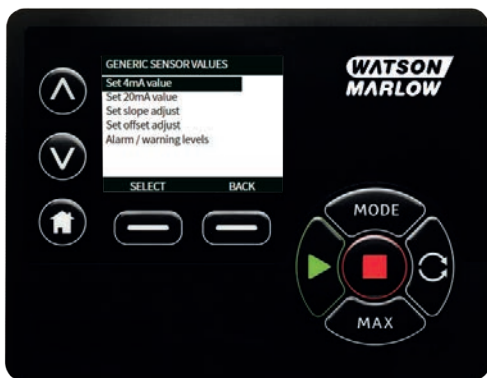 GENERIC SENSOR VALUES
Set 4mA value
Set 20mA value
Set slope adjust
Set offset adjust
Alarm / warning levels
SELECT BACK
WATSON
MARLOW
MODE
MAX